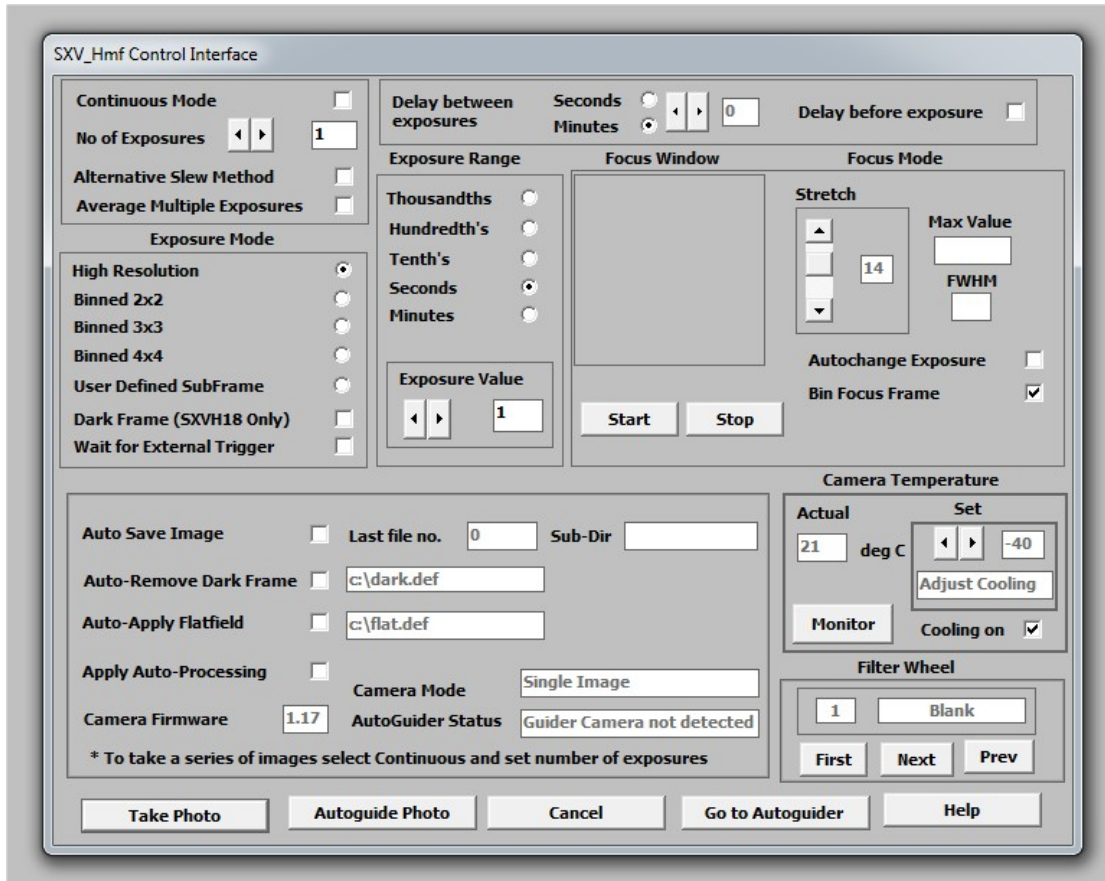 SXV_Hmf Control Interface
Continuous Mode
No of Exposures 1
Alternative Slew Method
Average Multiple Exposures
Delay between exposures
Seconds
Minutes
0
Delay before exposure
Exposure Mode
High Resolution
Binned 2x2
Binned 3x3
Binned 4x4
User Defined SubFrame
Dark Frame (SXVH18 Only)
Wait for External Trigger
Exposure Range
Thousandths
Hundredth's
Tenth's
Seconds
Minutes
Exposure Value
1
Focus Window
Start Stop
Focus Mode
Stretch
14
Max Value
FWHM
Autochange Exposure
Bin Focus Frame
Auto Save Image Last file no. 0 Sub-Dir
Auto-Remove Dark Frame c:\dark.def
Auto-Apply Flatfield c:\flat.def
Apply Auto-Processing
Camera Mode Single Image
Camera Firmware 1.17 AutoGuider Status Guider Camera not detected
* To take a series of images select Continuous and set number of exposures
Camera Temperature
Actual
21 deg C
Set
-40
Adjust Cooling
Monitor Cooling on
Filter Wheel
1 Blank
First Next Prev
Take Photo Autoguide Photo Cancel Go to Autoguider Help